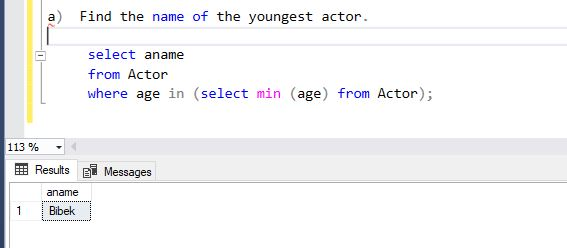 a)  Find the name of the youngest actor.
select aname
from Actor
where age in (select min (age) from Actor);
113 %
Results Messages
aname
1 Bibek